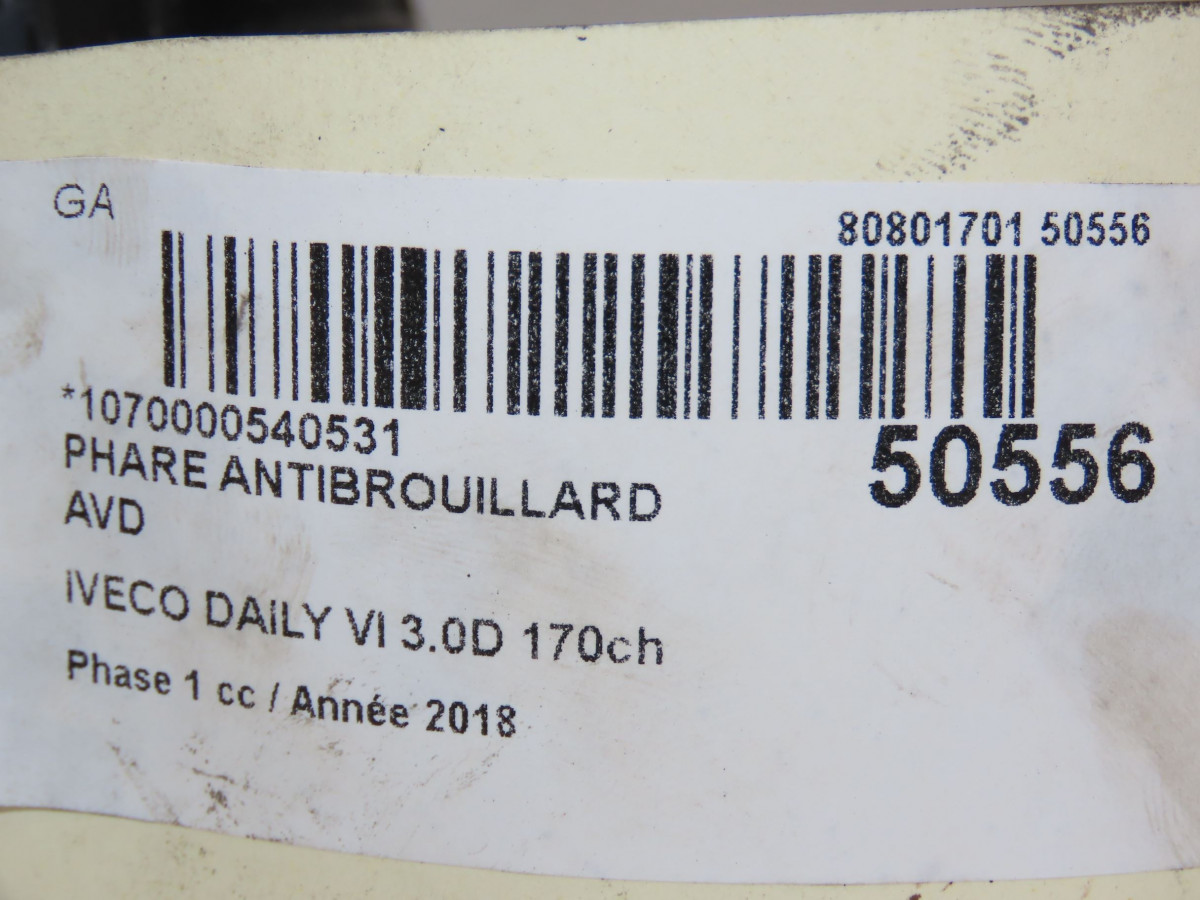 GA
80801701 50556
*1070000540531
50556
PHARE ANTIBROUILLARD
AVD
IVECO DAILY VI 3.0D 170ch
Phase 1 cc / Année 2018